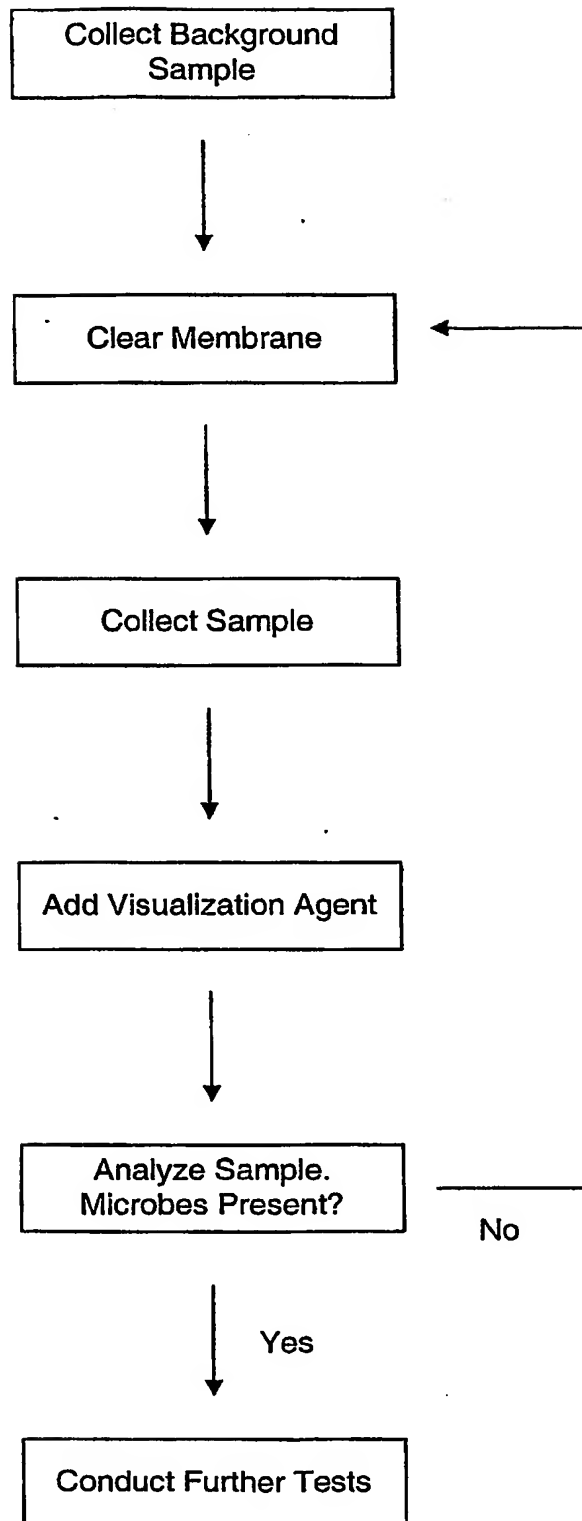 Collect Background
Sample
Clear Membrane
Collect Sample
Add Visualization Agent
Analyze Sample.
Microbes Present?
No
Yes
Conduct Further Tests